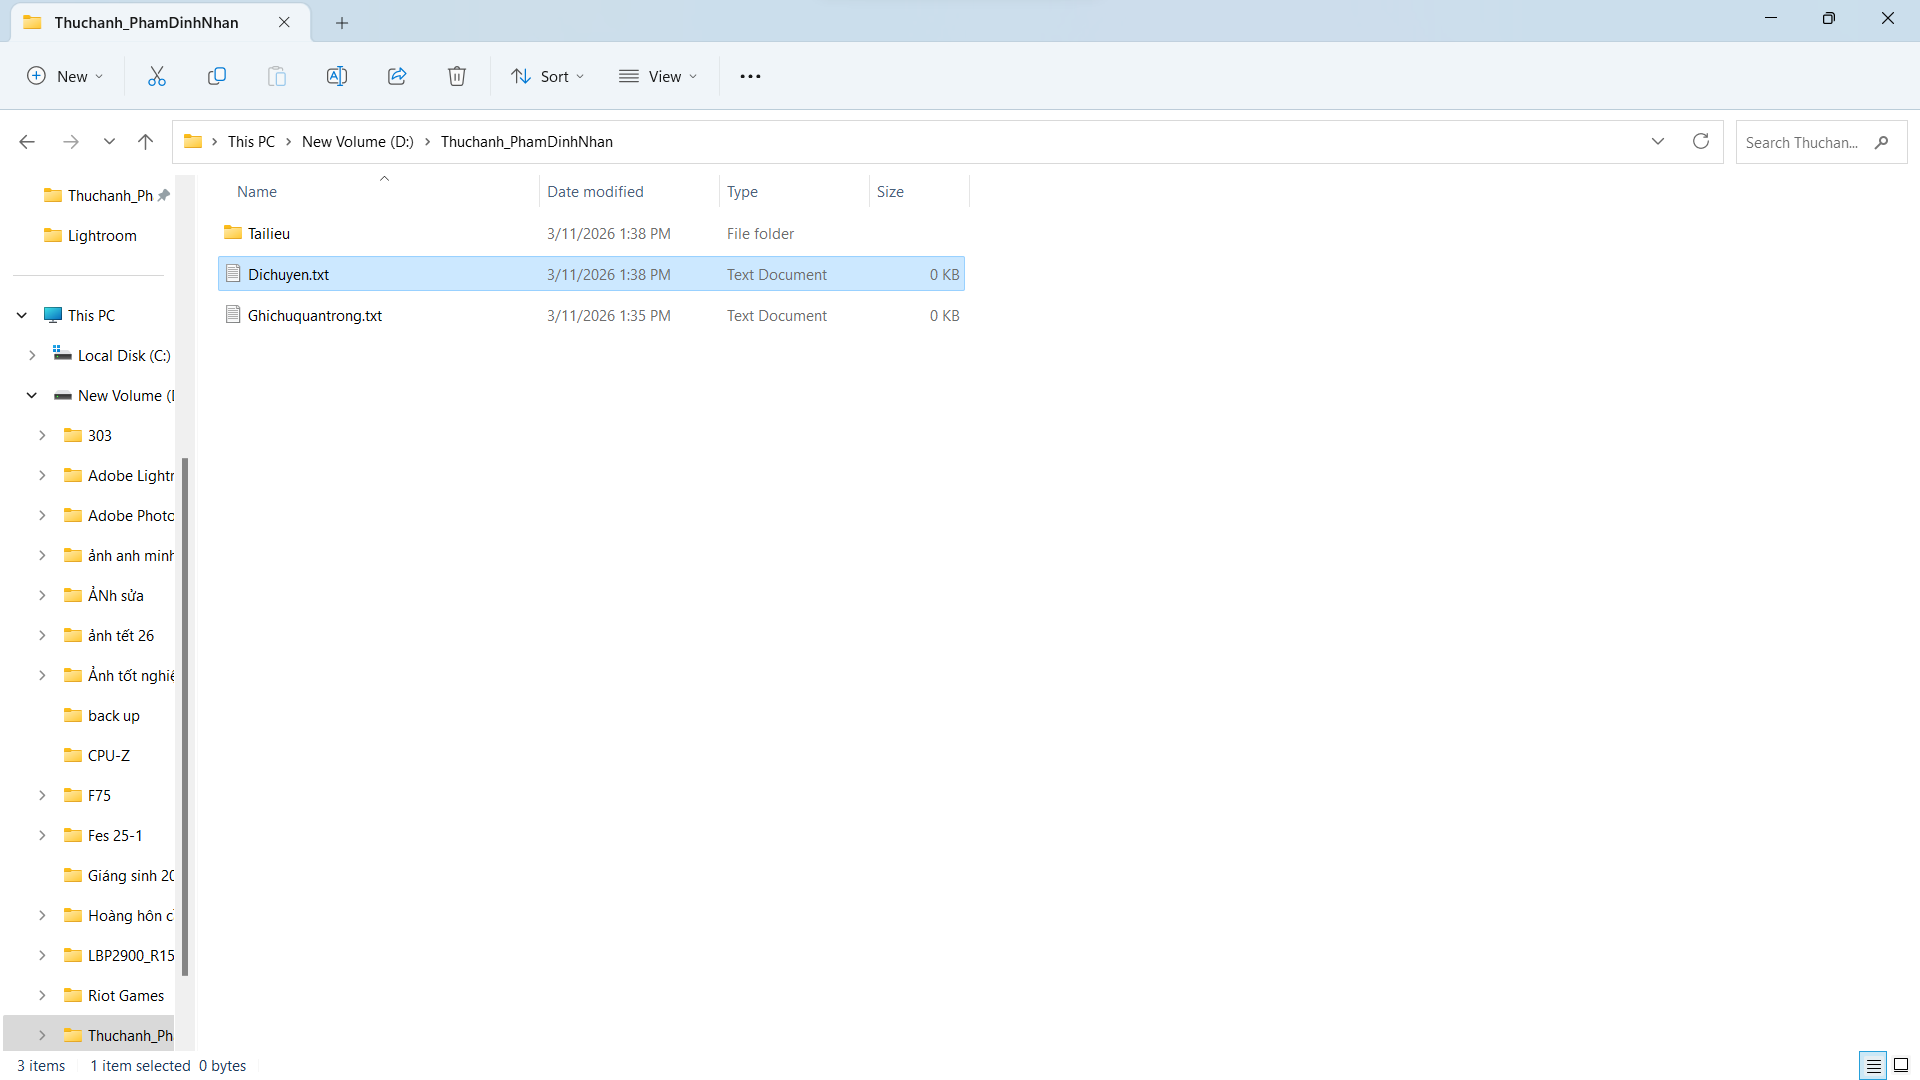 Thuchanh_PhamDinhNhan
New Sort View
This PC New Volume (D:) Thuchanh_PhamDinhNhan Search Thuchan...
Thuchanh_Ph
Lightroom
This PC
Local Disk (C:)
New Volume (
303
Adobe Light
Adobe Photo
ảnh anh minh
ẢNh sửa
ảnh tết 26
Ảnh tốt nghiệ
back up
CPU-Z
F75
Fes 25-1
Giáng sinh 20
Hoàng hôn c
LBP2900_R15
Riot Games
Thuchanh_Ph
Name Date modified Type Size
Tailieu 3/11/2026 1:38 PM File folder
Dichuyen.txt 3/11/2026 1:38 PM Text Document 0 KB
Ghichuquantrong.txt 3/11/2026 1:35 PM Text Document 0 KB
3 items 1 item selected 0 bytes